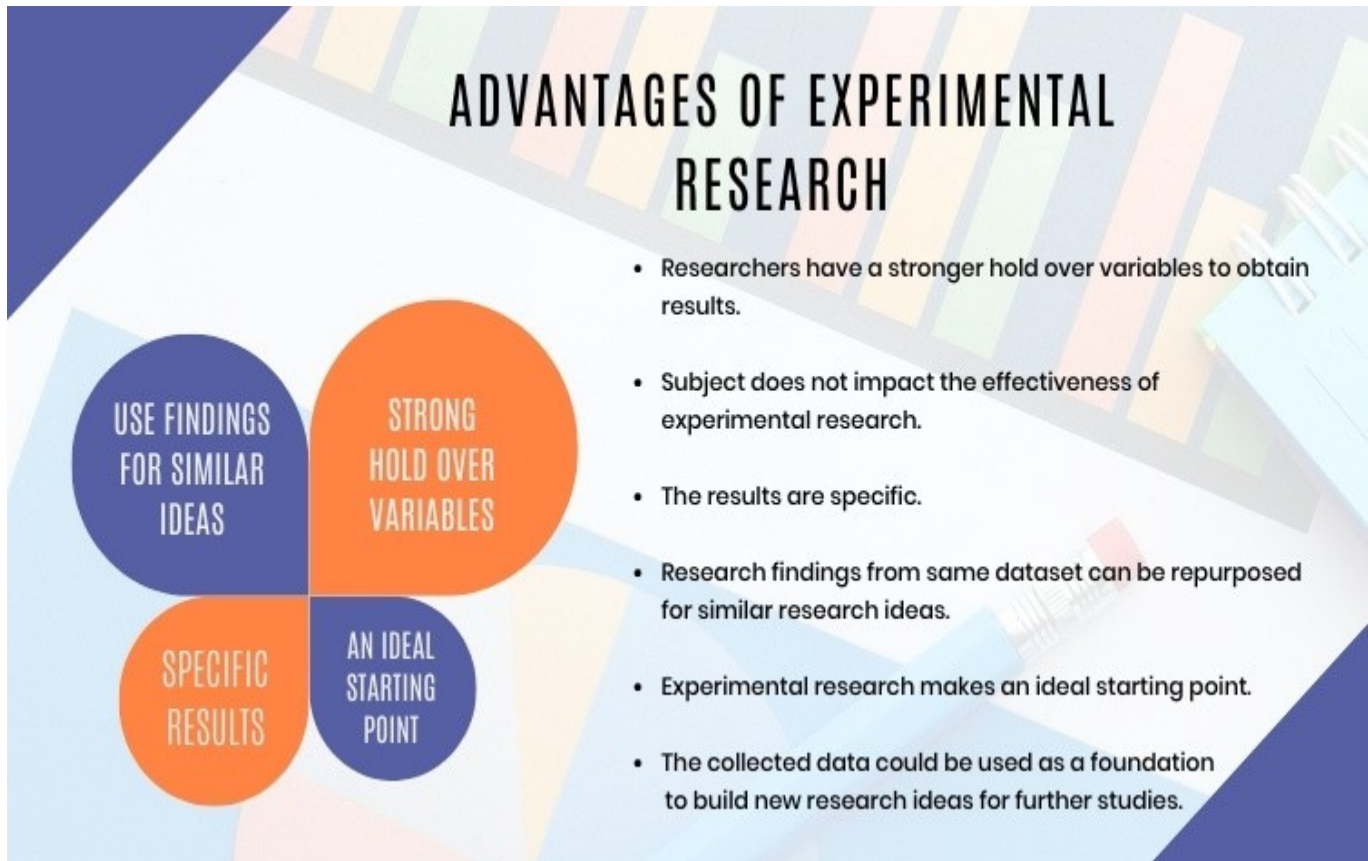 ADVANTAGES OF EXPERIMENTAL
RESEARCH
USE FINDINGS
FOR SIMILAR
IDEAS
STRONG
HOLD OVER
VARIABLES
SPECIFIC
RESULTS
AN IDEAL
STARTING
POINT
• Researchers have a stronger hold over variables to obtain
results.
• Subject does not impact the effectiveness of
experimental research.
• The results are specific.
• Research findings from same dataset can be repurposed
for similar research ideas.
• Experimental research makes an ideal starting point.
• The collected data could be used as a foundation
to build new research ideas for further studies.